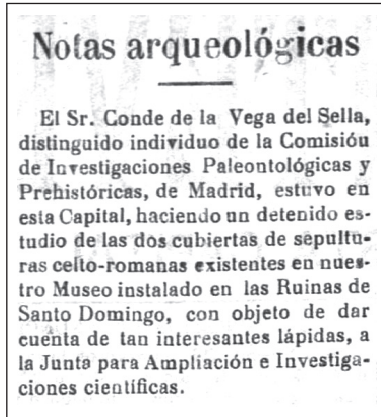 Notas arqueológicas
El Sr. Conde de la Vega del Sella,
distinguido individuo de la Comisión
de Investigaciones Paleontológicas y
Prehistóricas, de Madrid, estuvo en
esta Capital, haciendo un detenido es-
tudio de las dos cubiertas de sepultu-
ras celto-romanas existentes en nues-
tro Museo instalado en las Ruinas de
Santo Domingo, con objeto de dar
cuenta de tan interesantes lápidas, a
la Junta para Ampliación e Investiga-
ciones científicas.